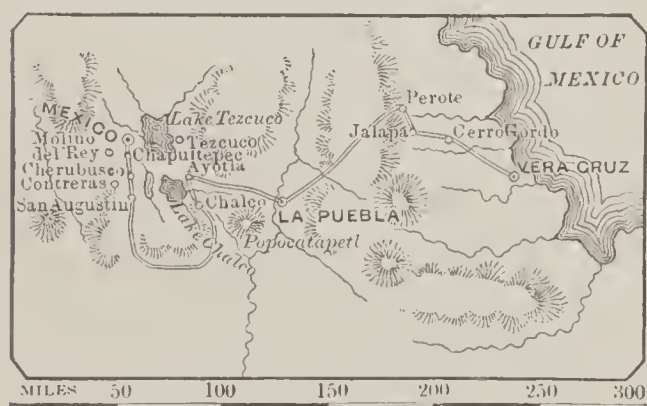 GULF OF
MEXICO
MEXICO
Lake Tezcuco
Perote
Molino
del Rey
Tezcuco
Jalapa
Cerro Gordo
Chapultepec
Cherubusco
Ayotla
Contreras
VERA CRUZ
San Augustin
Chalco
LA PUEBLA
Lake Chalco
Popocatapetl
MILES 50 100 150 200 250 300